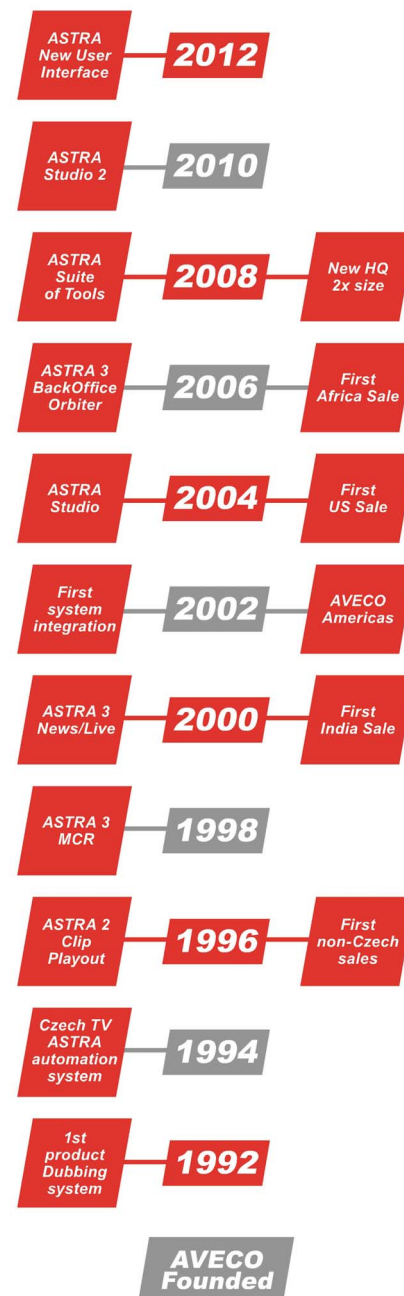 ASTRA
New User
Interface
2012
ASTRA
Studio 2
2010
ASTRA
Suite
of Tools
2008
New HQ
2x size
ASTRA 3
BackOffice
Orbiter
2006
First
Africa Sale
ASTRA
Studio
2004
First
US Sale
First
system
integration
2002
AVECO
Americas
ASTRA 3
News/Live
2000
First
India Sale
ASTRA 3
MCR
1998
ASTRA 2
Clip
Playout
1996
First
non-Czech
sales
Czech TV
ASTRA
automation
system
1994
1st
product
Dubbing
system
1992
AVECO
Founded